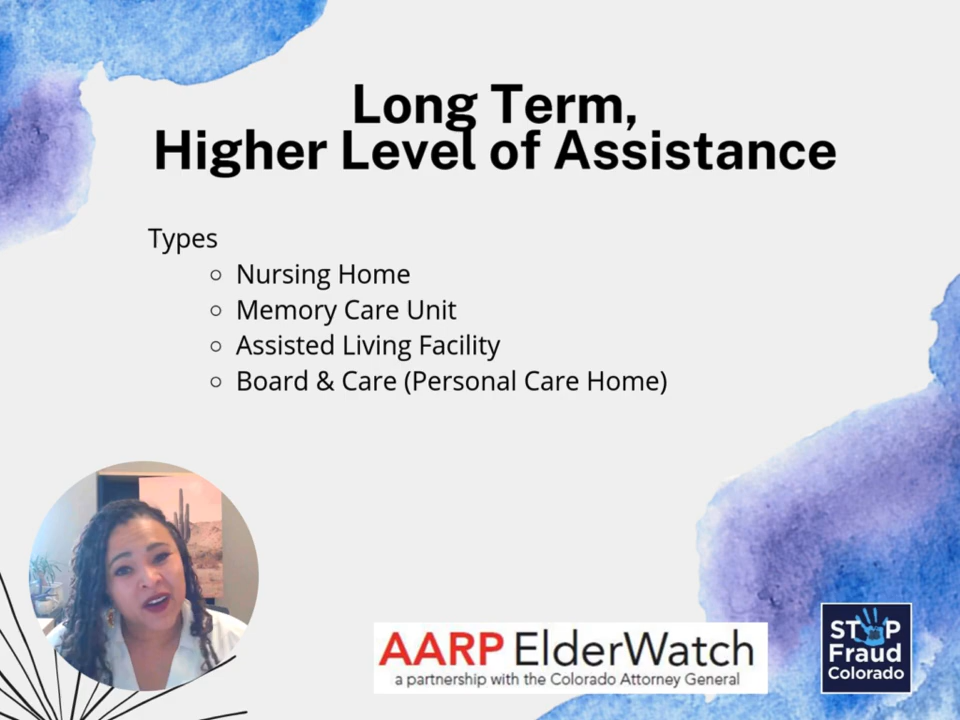 Long Term,
Higher Level of Assistance
Types
Nursing Home
Memory Care Unit
Assisted Living Facility
Board & Care (Personal Care Home)
AARP ElderWatch
a partnership with the Colorado Attorney General
STOP
Fraud
Colorado